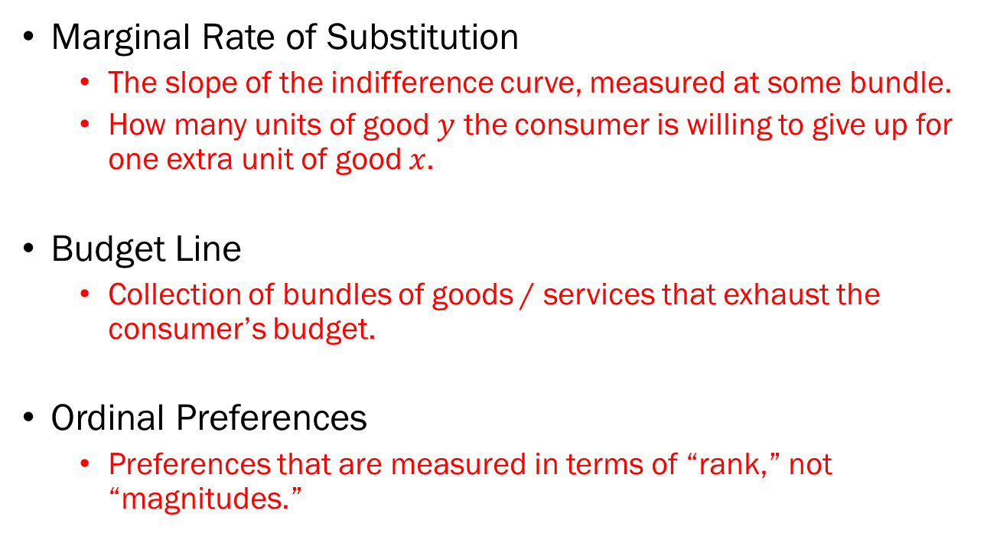 • Marginal Rate of Substitution
• The slope of the indifference curve, measured at some bundle.
• How many units of good 𝑦 the consumer is willing to give up for
one extra unit of good 𝑥.
• Budget Line
• Collection of bundles of goods / services that exhaust the
consumer’s budget.
• Ordinal Preferences
• Preferences that are measured in terms of “rank,” not
“magnitudes.”